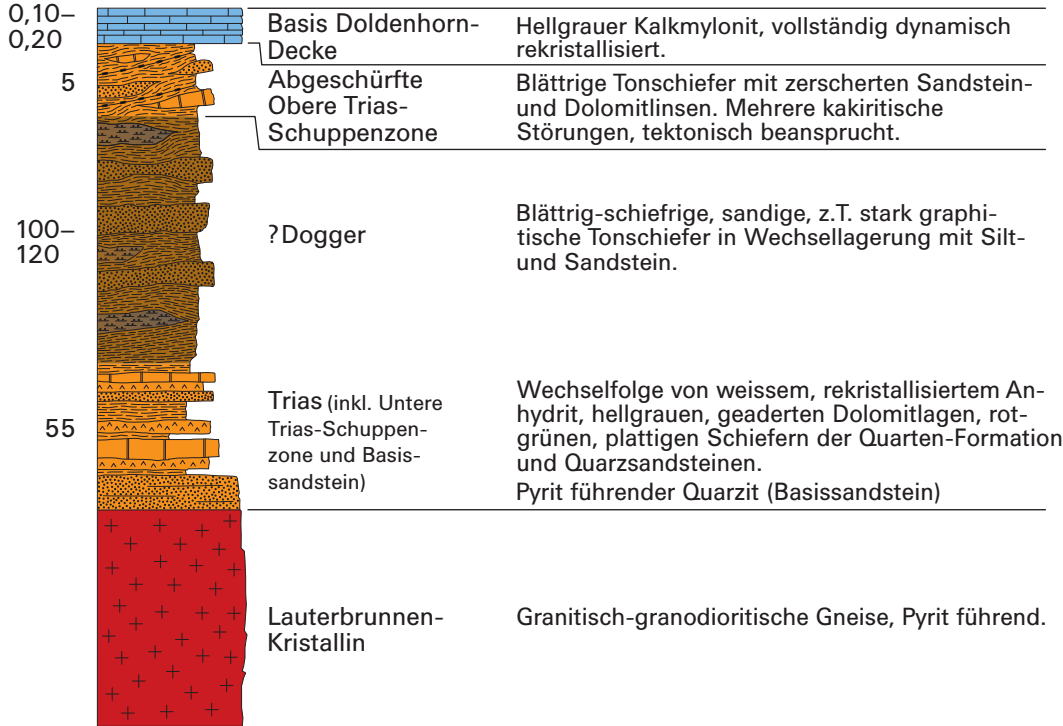 0,10–
0,20
Basis Doldenhorn-
Decke
Hellgrauer Kalkmylonit, vollständig dynamisch
rekristallisiert.
5
Abgeschürfte
Obere Trias-
Schuppenzone
Blättrige Tonschiefer mit zerscherten Sandstein-
und Dolomitlinsen. Mehrere kakiritische
Störungen, tektonisch beansprucht.
100–
120
?Dogger
Blättrig-schiefrige, sandige, z.T. stark graphi-
tische Tonschiefer in Wechsellagerung mit Silt-
und Sandstein.
55
Trias (inkl. Untere
Trias-Schuppen-
zone und Basis-
sandstein)
Wechselfolge von weissem, rekristallisiertem An-
hydrit, hellgrauen, geaderten Dolomitlagen, rot-
grünen, plattigen Schiefern der Quarten-Formation
und Quarzsandsteinen.
Pyrit führender Quarzit (Basissandstein)
Lauterbrunnen-
Kristallin
Granitisch-granodioritische Gneise, Pyrit führend.